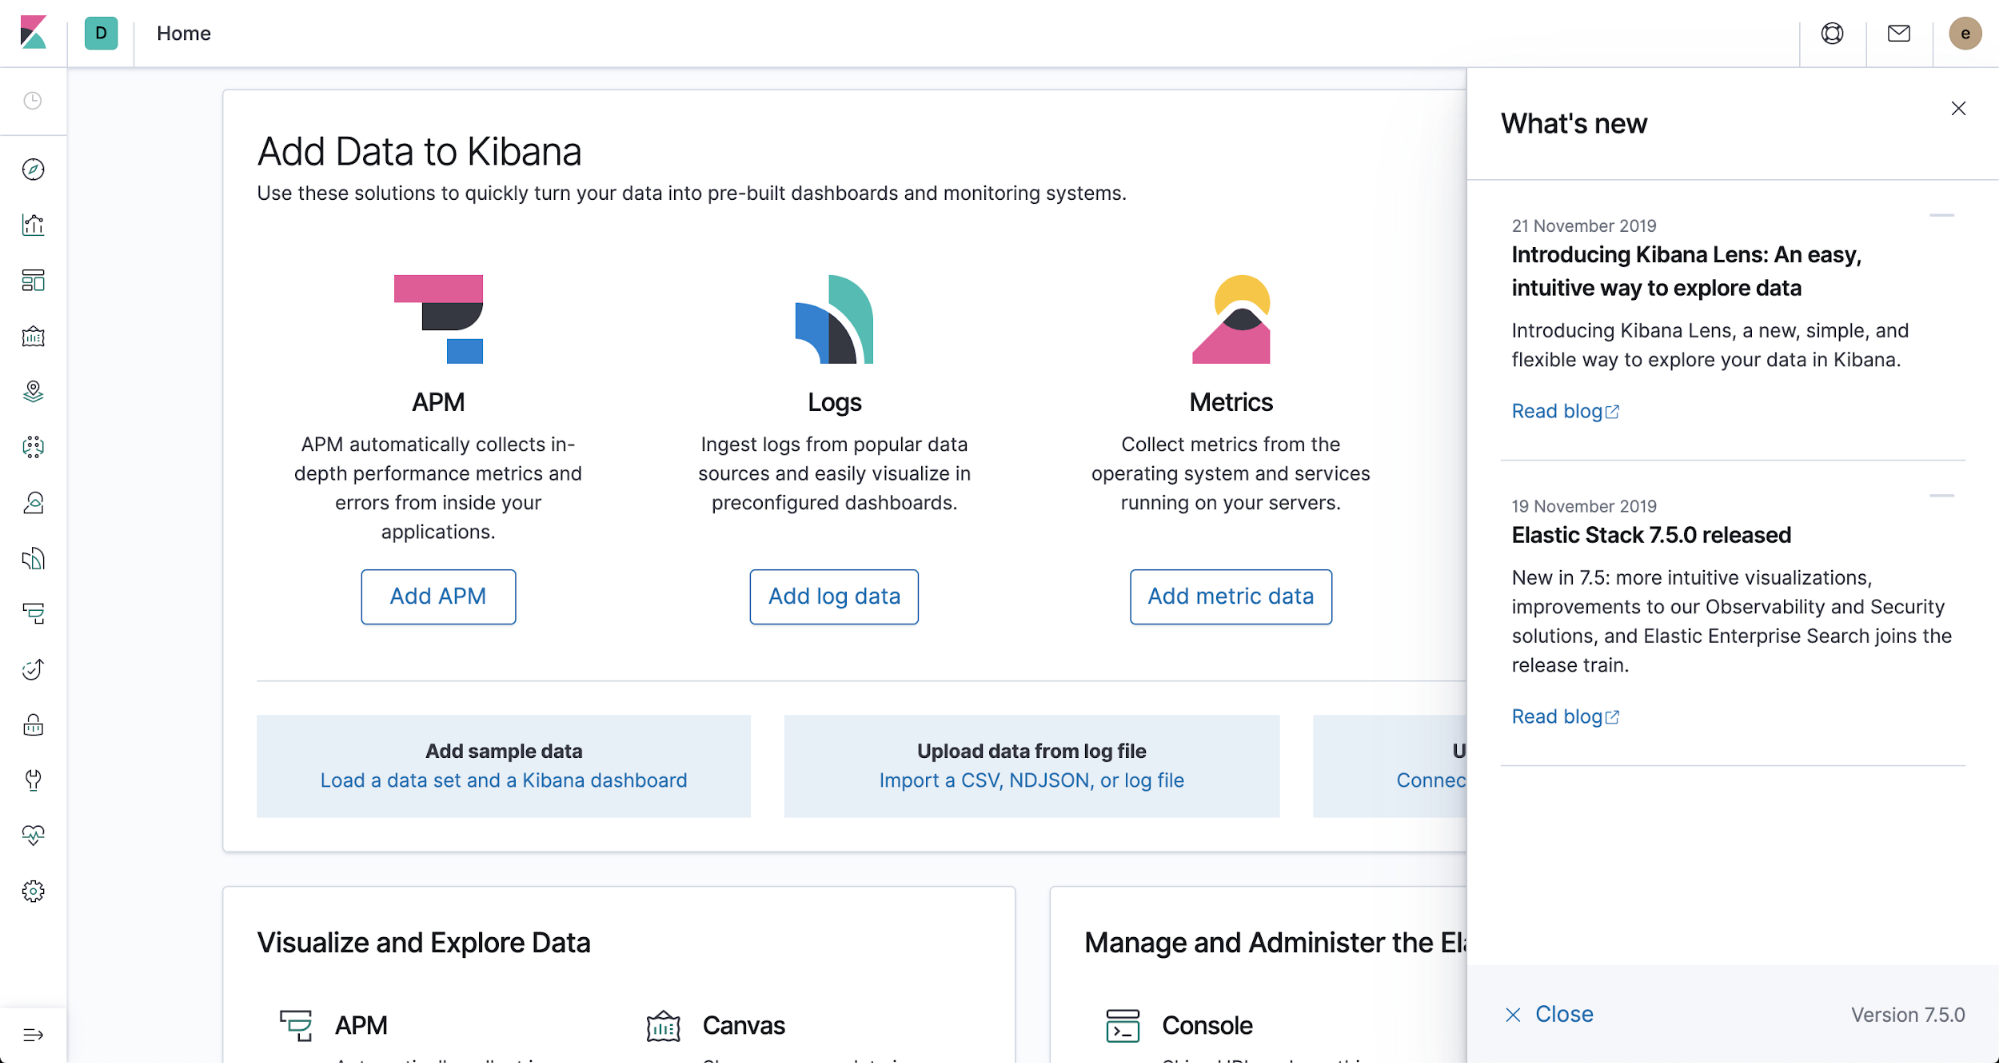 D
Home
e
Add Data to Kibana
Use these solutions to quickly turn your data into pre-built dashboards and monitoring systems.
APM
APM automatically collects in-
depth performance metrics and
errors from inside your
applications.
Add APM
Logs
Ingest logs from popular data
sources and easily visualize in
preconfigured dashboards.
Add log data
Metrics
Collect metrics from the
operating system and services
running on your servers.
Add metric data
Add sample data
Load a data set and a Kibana dashboard
Upload data from log file
Import a CSV, NDJSON, or log file
U
Connec
Visualize and Explore Data
APM
Canvas
Manage and Administer the El
Console
What's new
21 November 2019
Introducing Kibana Lens: An easy,
intuitive way to explore data
Introducing Kibana Lens, a new, simple, and
flexible way to explore your data in Kibana.
Read blog
19 November 2019
Elastic Stack 7.5.0 released
New in 7.5: more intuitive visualizations,
improvements to our Observability and Security
solutions, and Elastic Enterprise Search joins the
release train.
Read blog
Close
Version 7.5.0